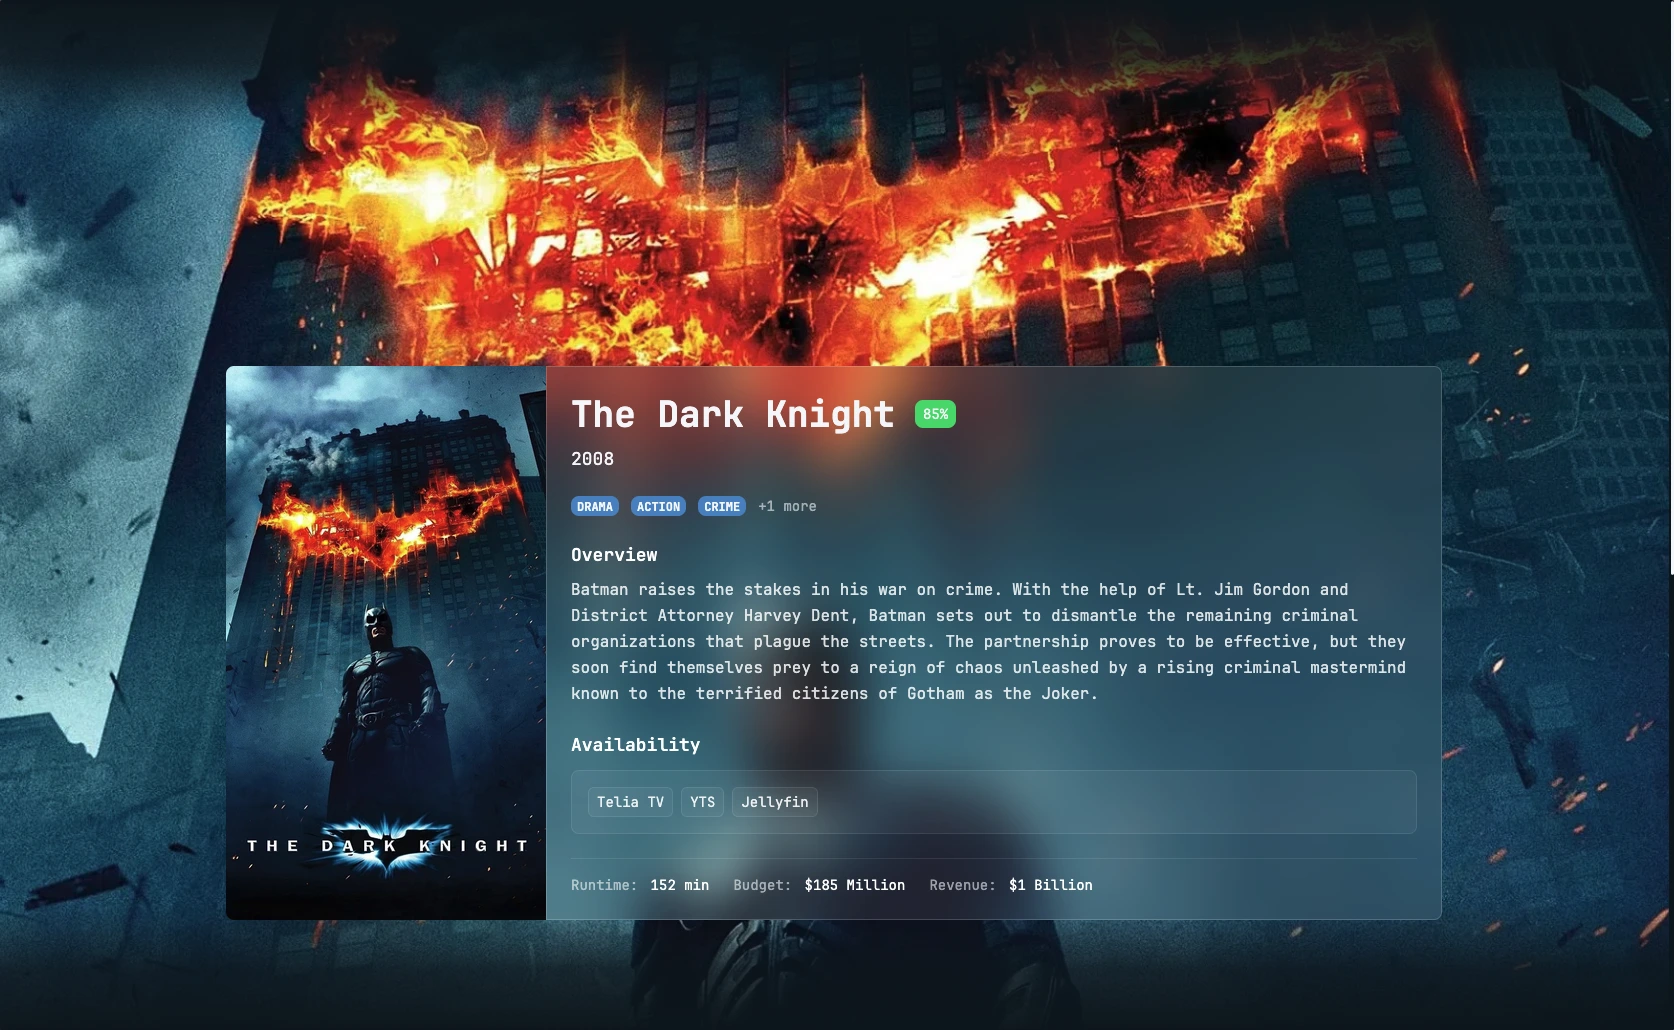 The Dark Knight 85%
2008
DRAMA ACTION CRIME +1 more
Overview
Batman raises the stakes in his war on crime. With the help of Lt. Jim Gordon and
District Attorney Harvey Dent, Batman sets out to dismantle the remaining criminal
organizations that plague the streets. The partnership proves to be effective, but they
soon find themselves prey to a reign of chaos unleashed by a rising criminal mastermind
known to the terrified citizens of Gotham as the Joker.
Availability
Telia TV YTS Jellyfin
THE DARK KNIGHT
Runtime: 152 min Budget: $185 Million Revenue: $1 Billion